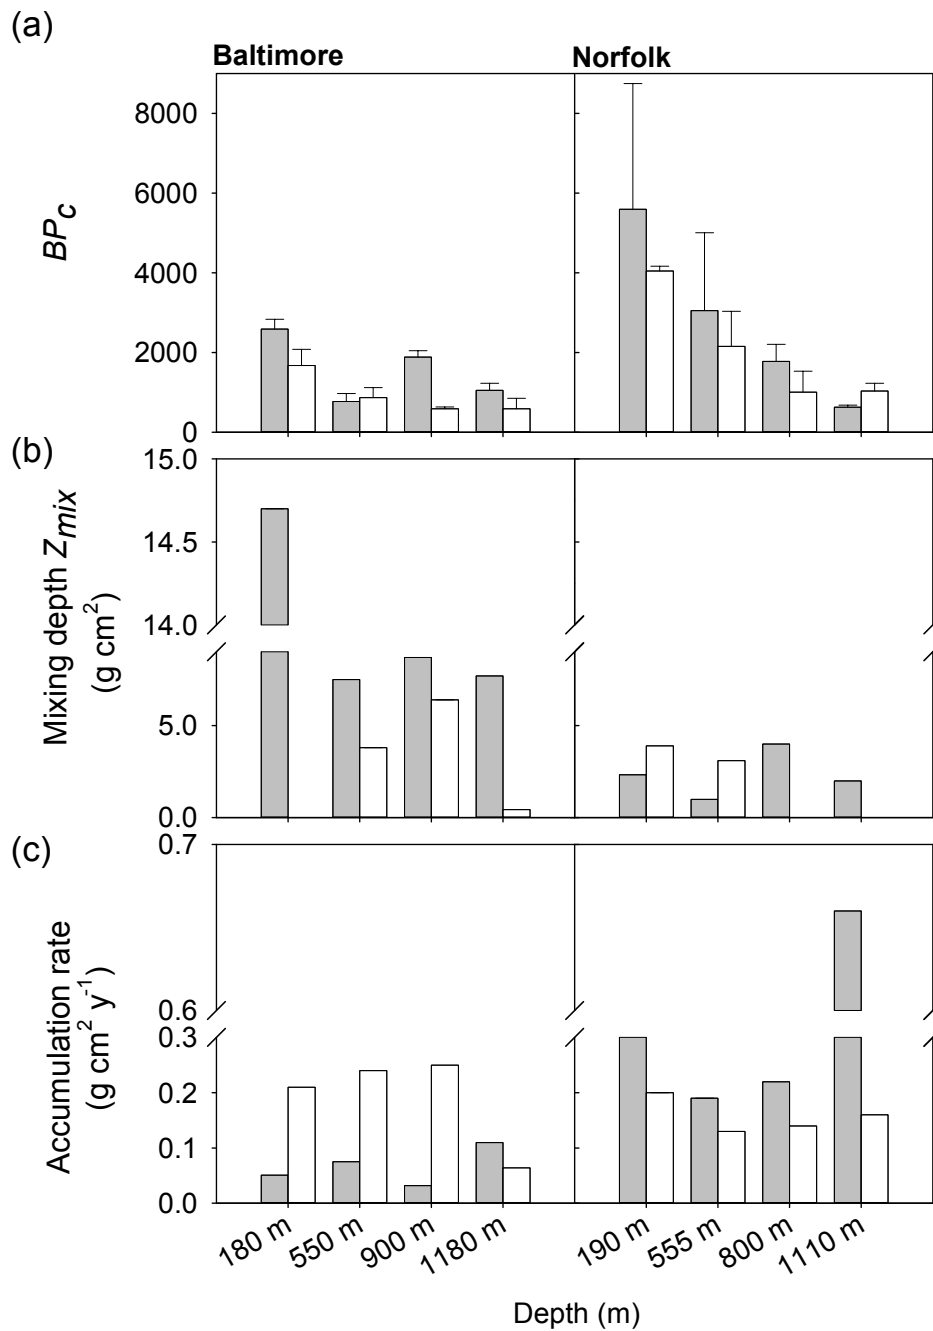 (a)
Baltimore
Norfolk
8000
6000
4000
2000
0
BPc
(b)
15.0
14.5
14.0
5.0
0.0
Mixing depth Zmix
(g cm²)
(c)
0.7
0.6
0.3
0.2
0.1
0.0
Accumulation rate
(g cm² y⁻¹)
180 m
550 m
900 m
1180 m
190 m
555 m
800 m
1110 m
Depth (m)